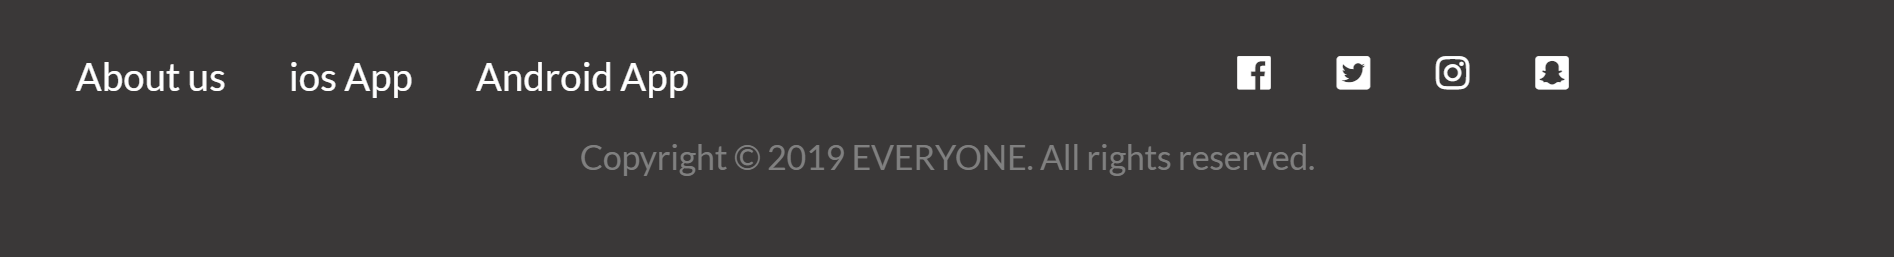 About us ios App Android App
Copyright © 2019 EVERYONE. All rights reserved.